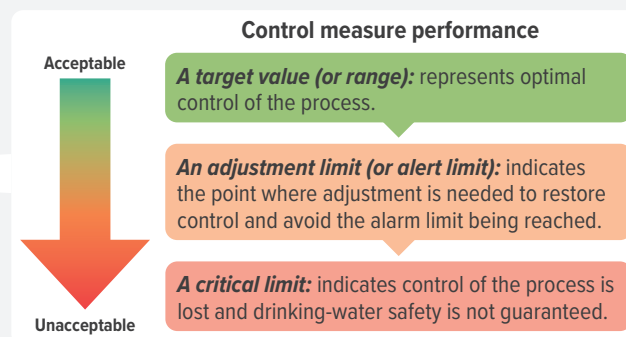 Control measure performance
Acceptable
A target value (or range): represents optimal
control of the process.
An adjustment limit (or alert limit): indicates
the point where adjustment is needed to restore
control and avoid the alarm limit being reached.
A critical limit: indicates control of the process is
lost and drinking-water safety is not guaranteed.
Unacceptable